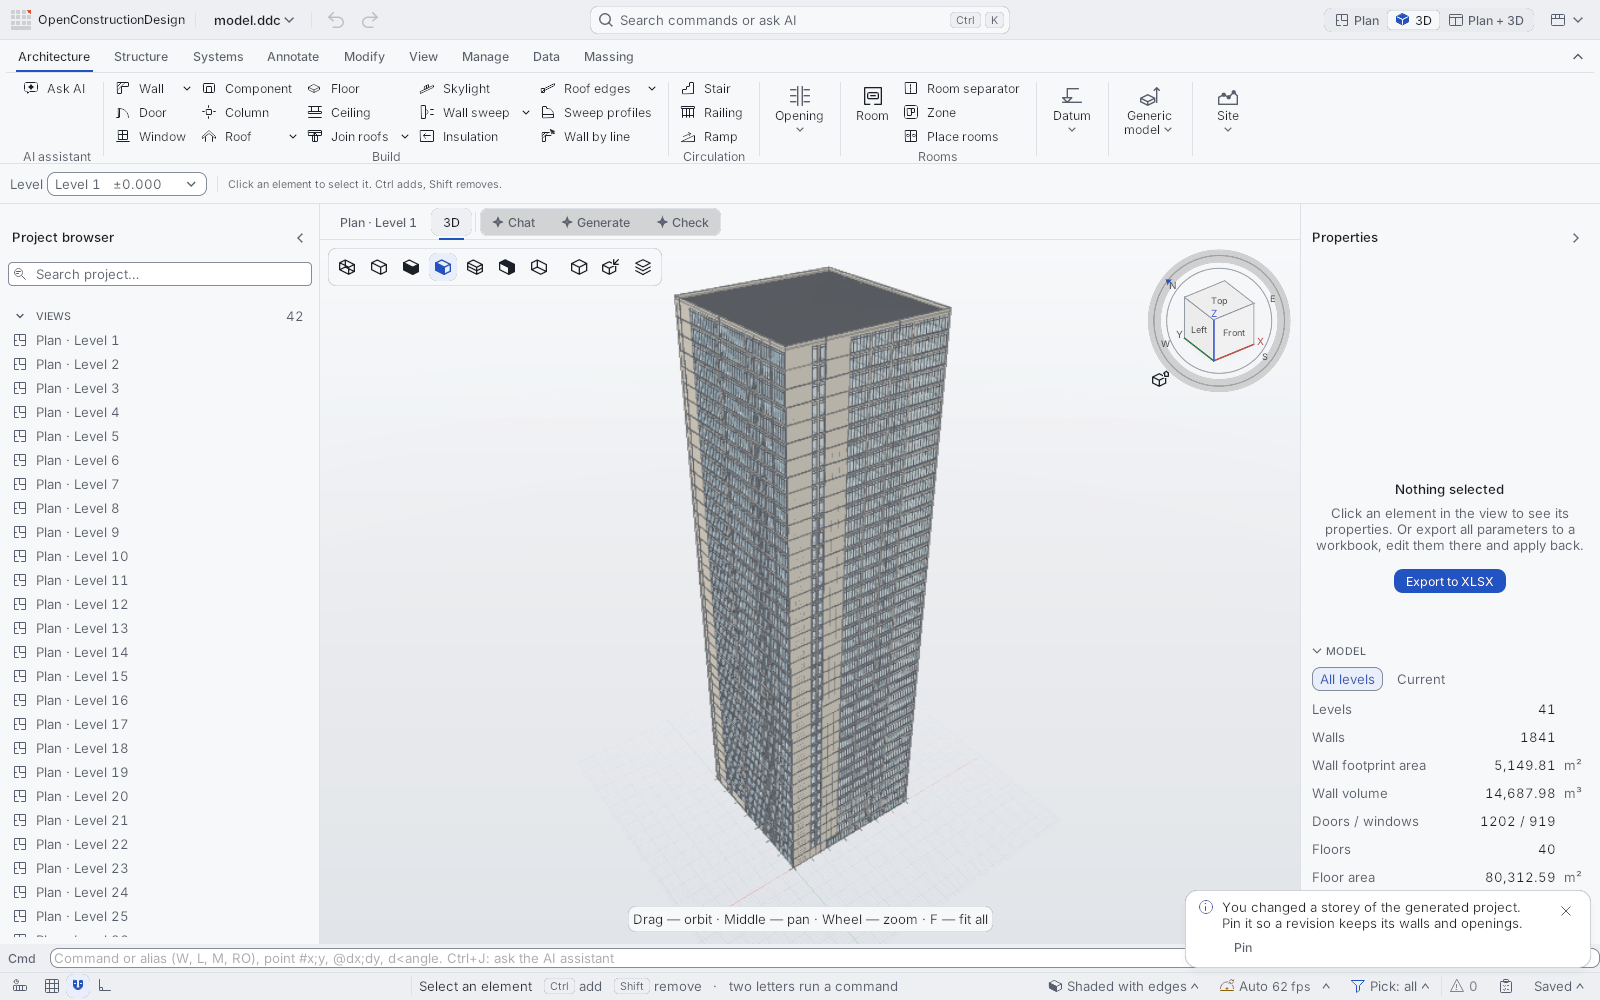 OpenConstructionDesign
model.ddc
Search commands or ask AI
Ctrl K
Plan
3D
Plan + 3D
Architecture
Structure
Systems
Annotate
Modify
View
Manage
Data
Massing
Ask AI
AI assistant
Wall
Component
Floor
Skylight
Roof edges
Door
Column
Ceiling
Wall sweep
Sweep profiles
Window
Roof
Join roofs
Insulation
Wall by line
Build
Stair
Railing
Ramp
Circulation
Opening
Room
Room separator
Zone
Place rooms
Rooms
Datum
Generic
model
Site
Level
Level 1 ±0.000
Click an element to select it. Ctrl adds, Shift removes.
Project browser
Search project...
VIEWS 42
Plan · Level 1
Plan · Level 2
Plan · Level 3
Plan · Level 4
Plan · Level 5
Plan · Level 6
Plan · Level 7
Plan · Level 8
Plan · Level 9
Plan · Level 10
Plan · Level 11
Plan · Level 12
Plan · Level 13
Plan · Level 14
Plan · Level 15
Plan · Level 16
Plan · Level 17
Plan · Level 18
Plan · Level 19
Plan · Level 20
Plan · Level 21
Plan · Level 22
Plan · Level 23
Plan · Level 24
Plan · Level 25
Plan · Level 1
3D
Chat
Generate
Check
N
E
S
W
Top
Left
Front
Z
Y
X
Drag — orbit · Middle — pan · Wheel — zoom · F — fit all
Properties
Nothing selected
Click an element in the view to see its
properties. Or export all parameters to a
workbook, edit them there and apply back.
Export to XLSX
MODEL
All levels
Current
Levels 41
Walls 1841
Wall footprint area 5,149.81 m²
Wall volume 14,687.98 m³
Doors / windows 1202 / 919
Floors 40
Floor area 80,312.59 m²
You changed a storey of the generated project.
Pin it so a revision keeps its walls and openings.
Pin
Cmd
Command or alias (W, L, M, RO), point #x;y, @dx;dy, d<angle. Ctrl+J: ask the AI assistant
Select an element Ctrl add Shift remove · two letters run a command
Shaded with edges
Auto 62 fps
Pick: all
0
Saved